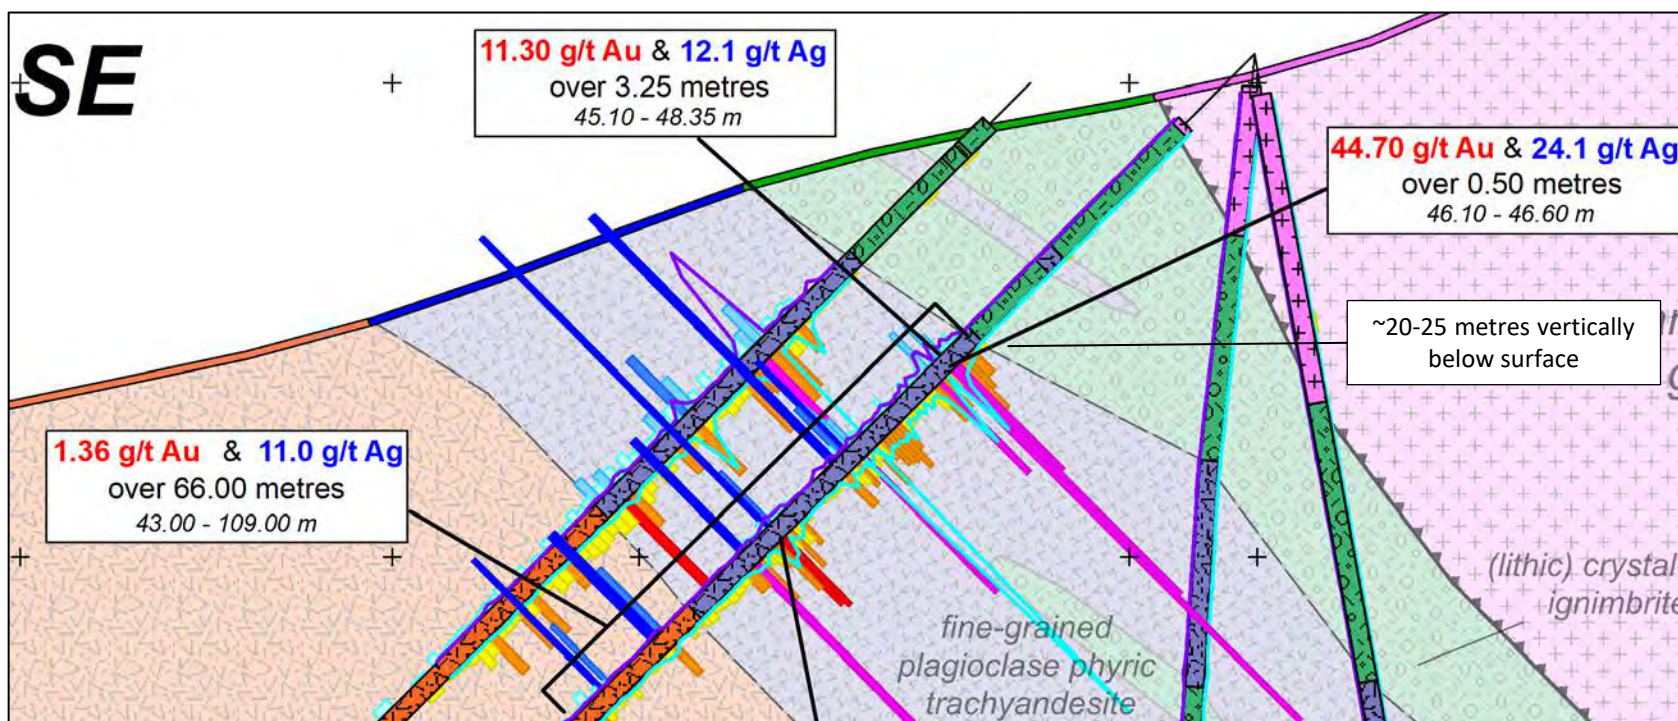 SE
11.30 g/t Au & 12.1 g/t Ag
over 3.25 metres
45.10 - 48.35 m
44.70 g/t Au & 24.1 g/t Ag
over 0.50 metres
46.10 - 46.60 m
~20-25 metres vertically
below surface
1.36 g/t Au & 11.0 g/t Ag
over 66.00 metres
43.00 - 109.00 m
(lithic) crystal
ignimbrite
fine-grained
plagioclase phyric
trachyandesite